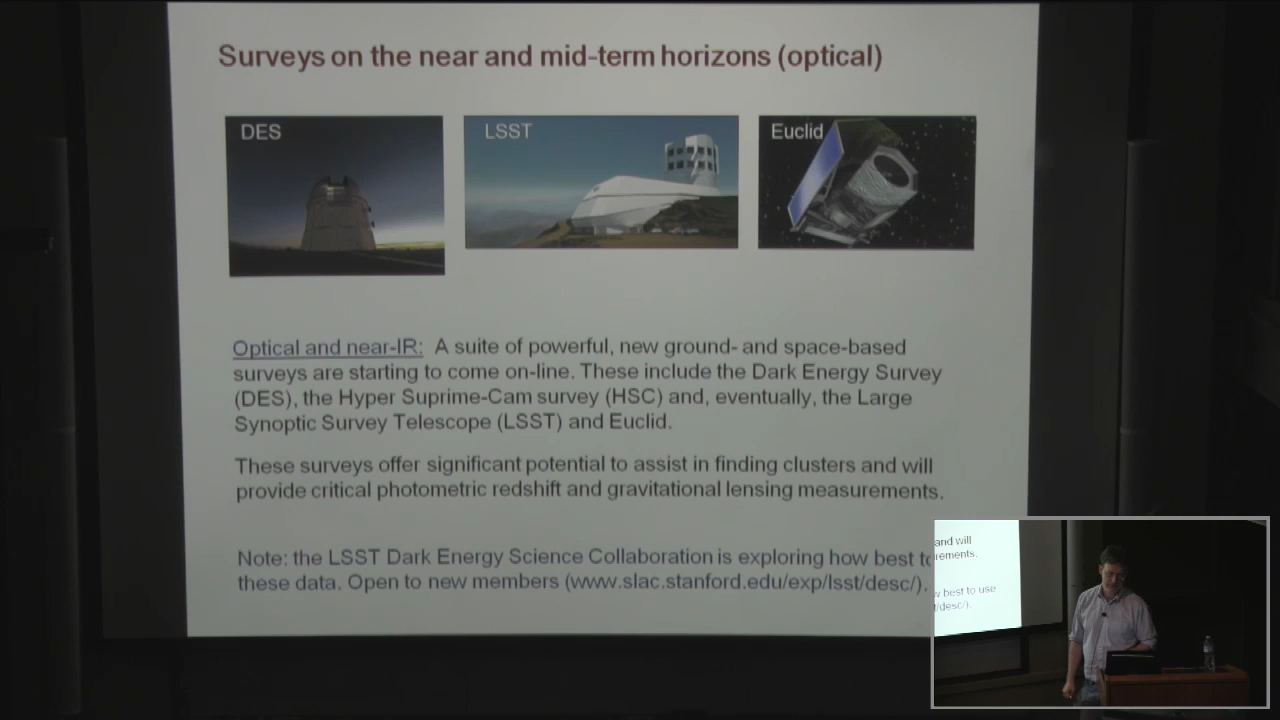 Surveys on the near and mid-term horizons (optical)
DES
LSST
Euclid
Optical and near-IR: A suite of powerful, new ground- and space-based
surveys are starting to come on-line. These include the Dark Energy Survey
(DES), the Hyper Suprime-Cam survey (HSC) and, eventually, the Large
Synoptic Survey Telescope (LSST) and Euclid.
These surveys offer significant potential to assist in finding clusters and will
provide critical photometric redshift and gravitational lensing measurements.
Note: the LSST Dark Energy Science Collaboration is exploring how best to
these data. Open to new members (www.slac.stanford.edu/exp/lsst/desc/).
and will
rements.
w best to use
t/desc/).